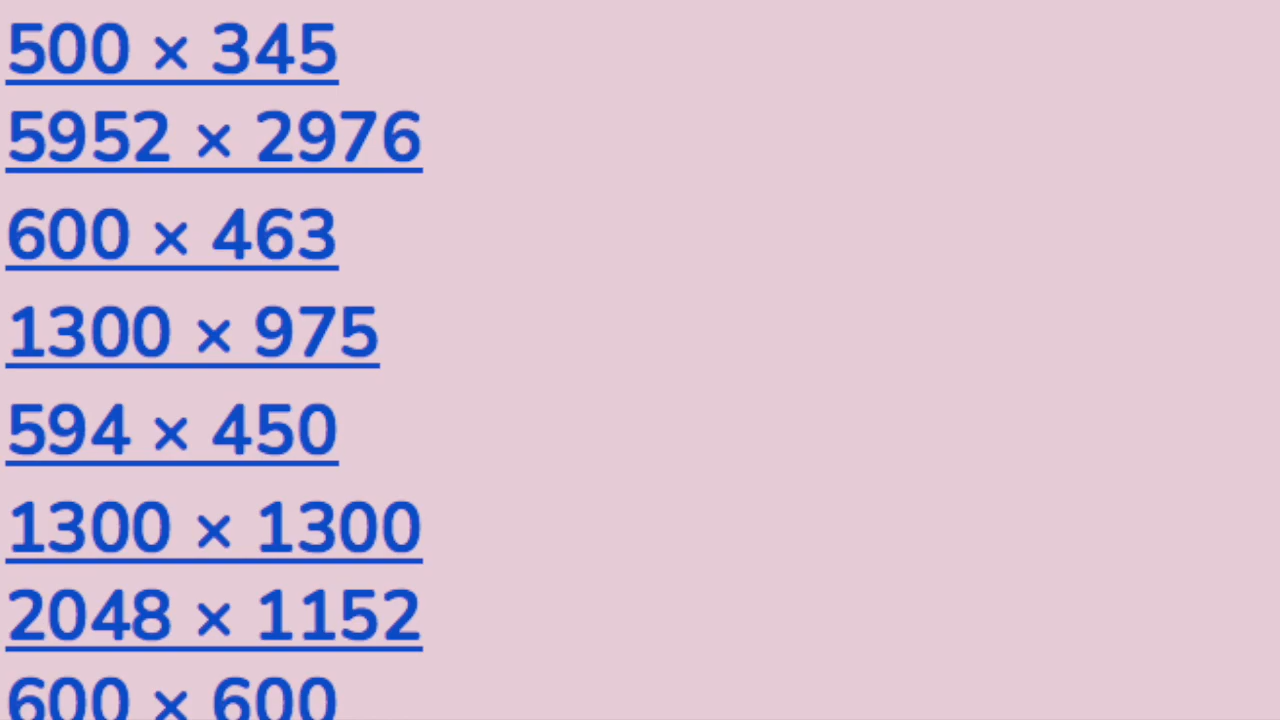 500 × 345
5952 × 2976
600 × 463
1300 × 975
594 × 450
1300 × 1300
2048 × 1152
600 × 600